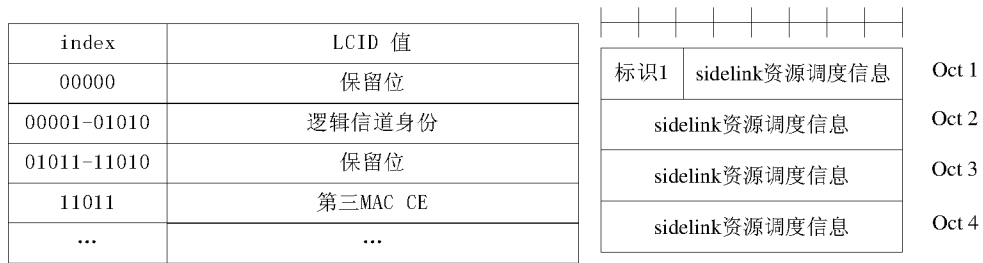 index LCID 值
00000 保留位
00001-01010 逻辑信道身份
01011-11010 保留位
11011 第三MAC CE
… …
标识1 sidelink资源调度信息 Oct 1
sidelink资源调度信息 Oct 2
sidelink资源调度信息 Oct 3
sidelink资源调度信息 Oct 4